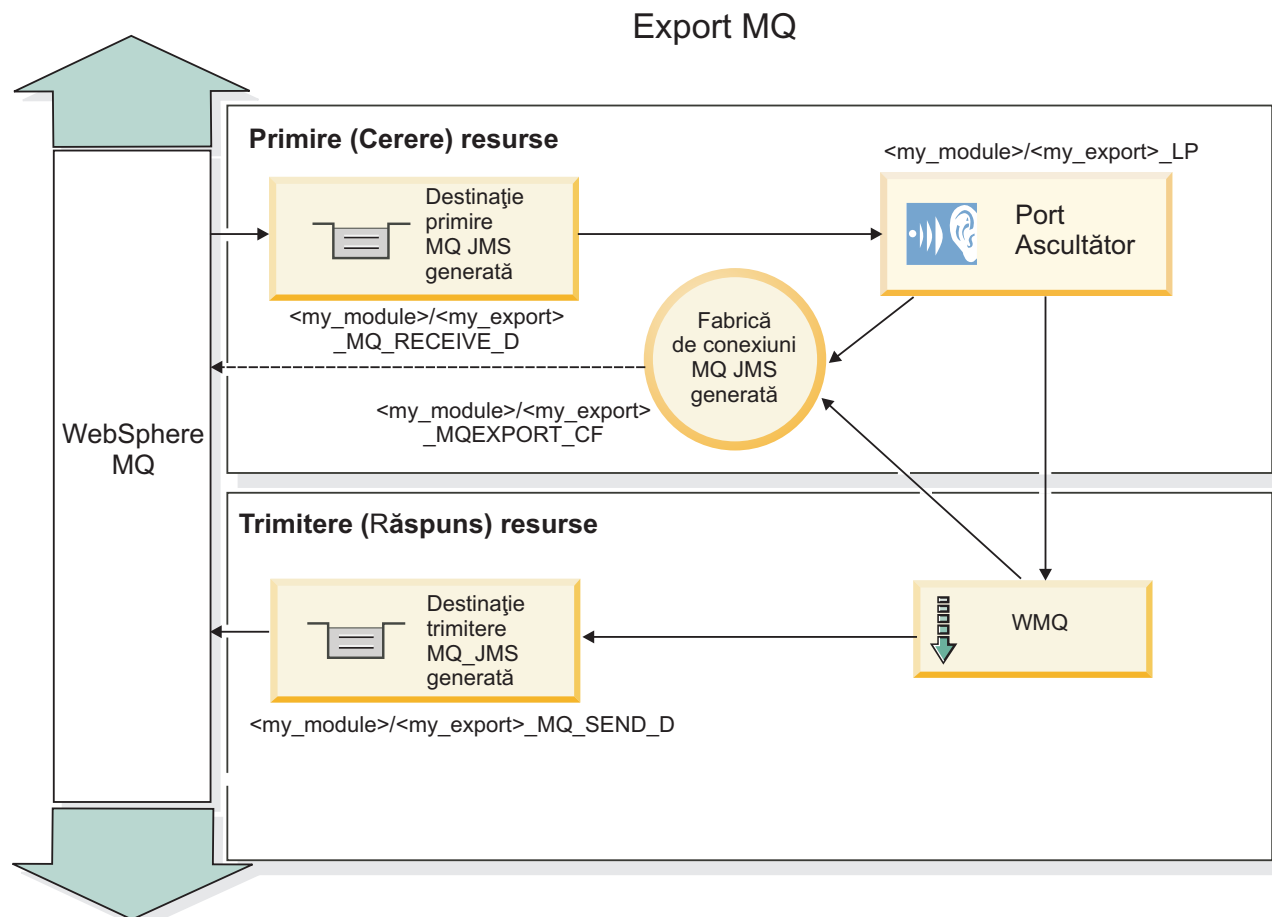 Export MQ
Primire (Cerere) resurse
<my_module>/<my_export>_LP
Destinaţie
primire
MQ JMS
generată
Port
Ascultător
<my_module>/<my_export>
_MQ_RECEIVE_D
Fabrică
de conexiuni
MQ JMS
generată
<my_module>/<my_export>
_MQEXPORT_CF
WebSphere
MQ
Trimitere (Răspuns) resurse
Destinaţie
trimitere
MQ_JMS
generată
WMQ
<my_module>/<my_export>_MQ_SEND_D